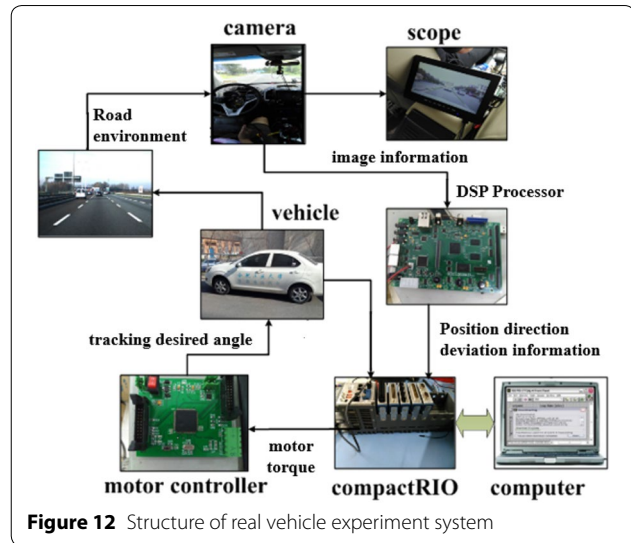 camera
scope
Road
environment
image information
DSP Processor
vehicle
tracking desired angle
Position direction
deviation information
motor
torque
motor controller
compactRIO
computer
Figure 12 Structure of real vehicle experiment system